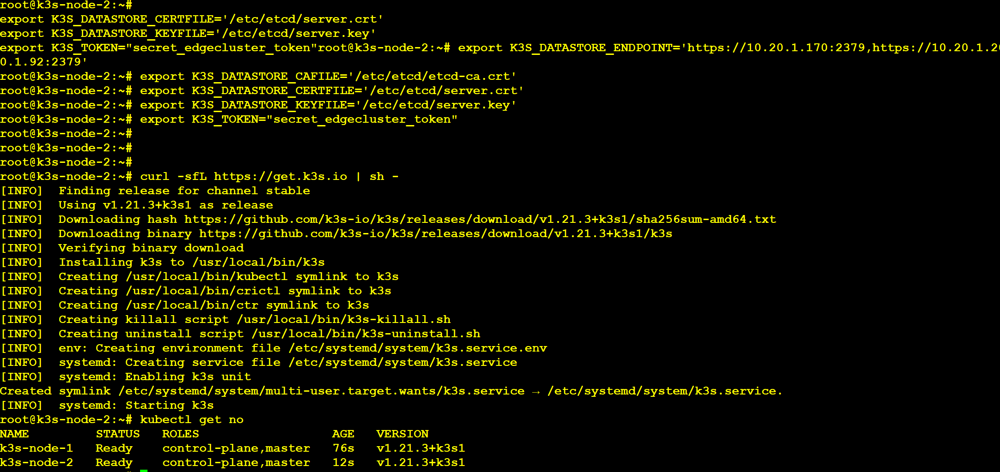 root@k3s-node-2:~#
export K3S_DATASTORE_CERTFILE='/etc/etcd/server.crt'
export K3S_DATASTORE_KEYFILE='/etc/etcd/server.key'
export K3S_TOKEN="secret_edgecluster_token"root@k3s-node-2:~# export K3S_DATASTORE_ENDPOINT='https://10.20.1.170:2379,https://10.20.1.20
0.1.92:2379'
root@k3s-node-2:~# export K3S_DATASTORE_CAFILE='/etc/etcd/etcd-ca.crt'
root@k3s-node-2:~# export K3S_DATASTORE_CERTFILE='/etc/etcd/server.crt'
root@k3s-node-2:~# export K3S_DATASTORE_KEYFILE='/etc/etcd/server.key'
root@k3s-node-2:~# export K3S_TOKEN="secret_edgecluster_token"
root@k3s-node-2:~#
root@k3s-node-2:~#
root@k3s-node-2:~#
root@k3s-node-2:~# curl -sfL https://get.k3s.io | sh -
[INFO]  Finding release for channel stable
[INFO]  Using v1.21.3+k3s1 as release
[INFO]  Downloading hash https://github.com/k3s-io/k3s/releases/download/v1.21.3+k3s1/sha256sum-amd64.txt
[INFO]  Downloading binary https://github.com/k3s-io/k3s/releases/download/v1.21.3+k3s1/k3s
[INFO]  Verifying binary download
[INFO]  Installing k3s to /usr/local/bin/k3s
[INFO]  Creating /usr/local/bin/kubectl symlink to k3s
[INFO]  Creating /usr/local/bin/crictl symlink to k3s
[INFO]  Creating /usr/local/bin/ctr symlink to k3s
[INFO]  Creating killall script /usr/local/bin/k3s-killall.sh
[INFO]  Creating uninstall script /usr/local/bin/k3s-uninstall.sh
[INFO]  env: Creating environment file /etc/systemd/system/k3s.service.env
[INFO]  systemd: Creating service file /etc/systemd/system/k3s.service
[INFO]  systemd: Enabling k3s unit
Created symlink /etc/systemd/system/multi-user.target.wants/k3s.service → /etc/systemd/system/k3s.service.
[INFO]  systemd: Starting k3s
root@k3s-node-2:~# kubectl get no
NAME         STATUS   ROLES                  AGE   VERSION
k3s-node-1   Ready    control-plane,master   76s   v1.21.3+k3s1
k3s-node-2   Ready    control-plane,master   12s   v1.21.3+k3s1